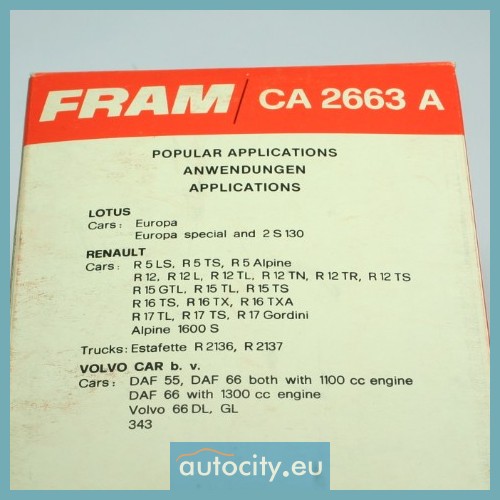 FRAM / CA 2663 A
POPULAR APPLICATIONS
ANWENDUNGEN
APPLICATIONS
LOTUS
Cars: Europa
Europa special and 2 S 130
RENAULT
Cars: R 5 LS, R 5 TS, R 5 Alpine
R 12, R 12 L, R 12 TL, R 12 TN, R 12 TR, R 12 TS
R 15 GTL, R 15 TL, R 15 TS
R 16 TS, R 16 TX, R 16 TXA
R 17 TL, R 17 TS, R 17 Gordini
Alpine 1600 S
Trucks: Estafette R 2136, R 2137
VOLVO CAR b. v.
Cars: DAF 55, DAF 66 both with 1100 cc engine
DAF 66 with 1300 cc engine
Volvo 66 DL, GL
343
autocity.eu